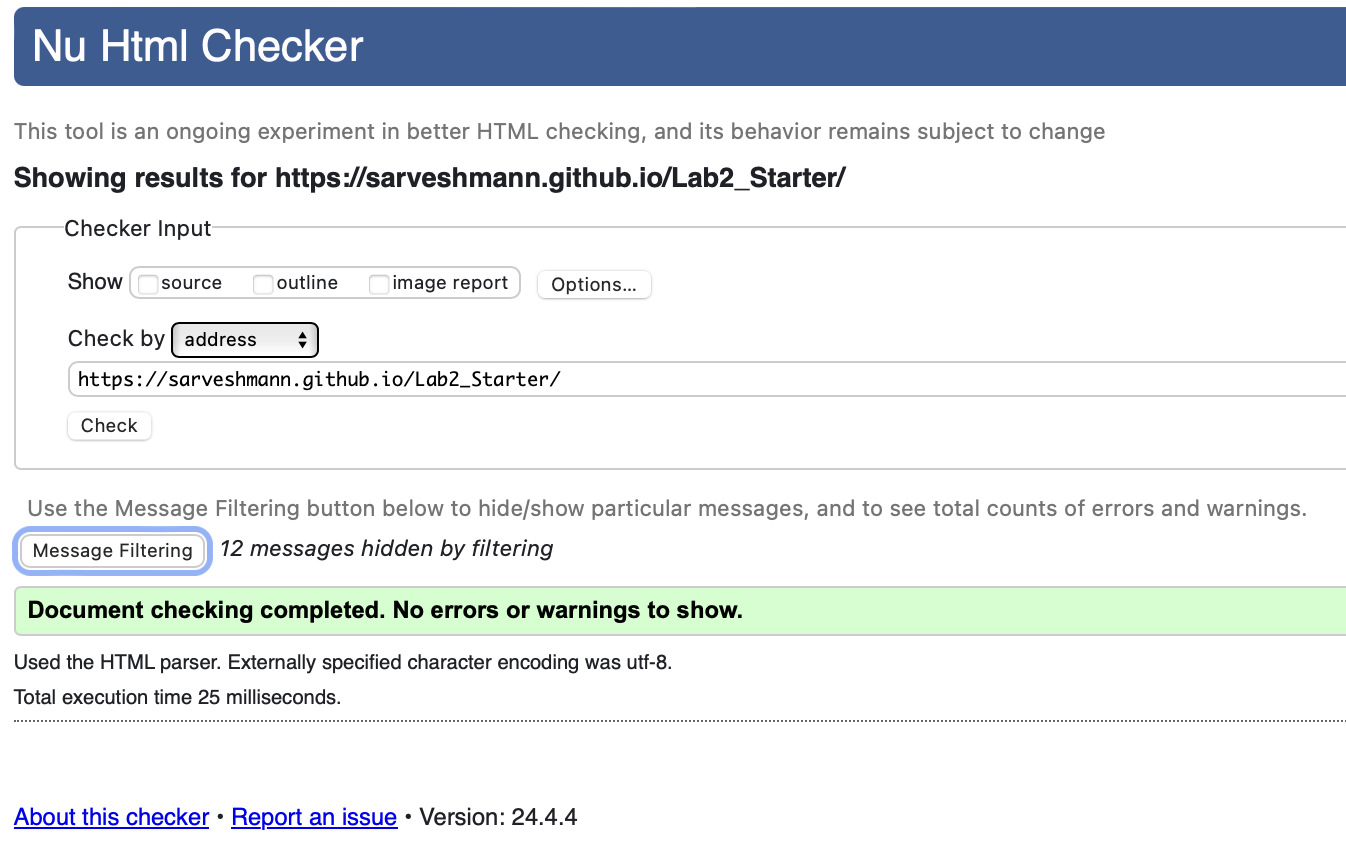 Nu Html Checker
This tool is an ongoing experiment in better HTML checking, and its behavior remains subject to change
Showing results for https://sarveshmann.github.io/Lab2_Starter/
Checker Input
Show source outline image report Options...
Check by address
https://sarveshmann.github.io/Lab2_Starter/
Check
Use the Message Filtering button below to hide/show particular messages, and to see total counts of errors and warnings.
Message Filtering 12 messages hidden by filtering
Document checking completed. No errors or warnings to show.
Used the HTML parser. Externally specified character encoding was utf-8.
Total execution time 25 milliseconds.
About this checker • Report an issue • Version: 24.4.4